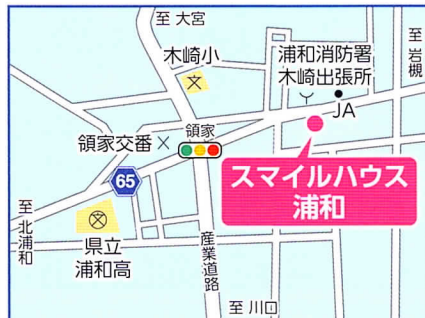 至 大宮
木崎小
浦和消防署
木崎出張所
至 岩槻
JA
領家
領家交番
65
スマイルハウス
浦和
至 北浦和
県立
浦和高
産業道路
至 川口